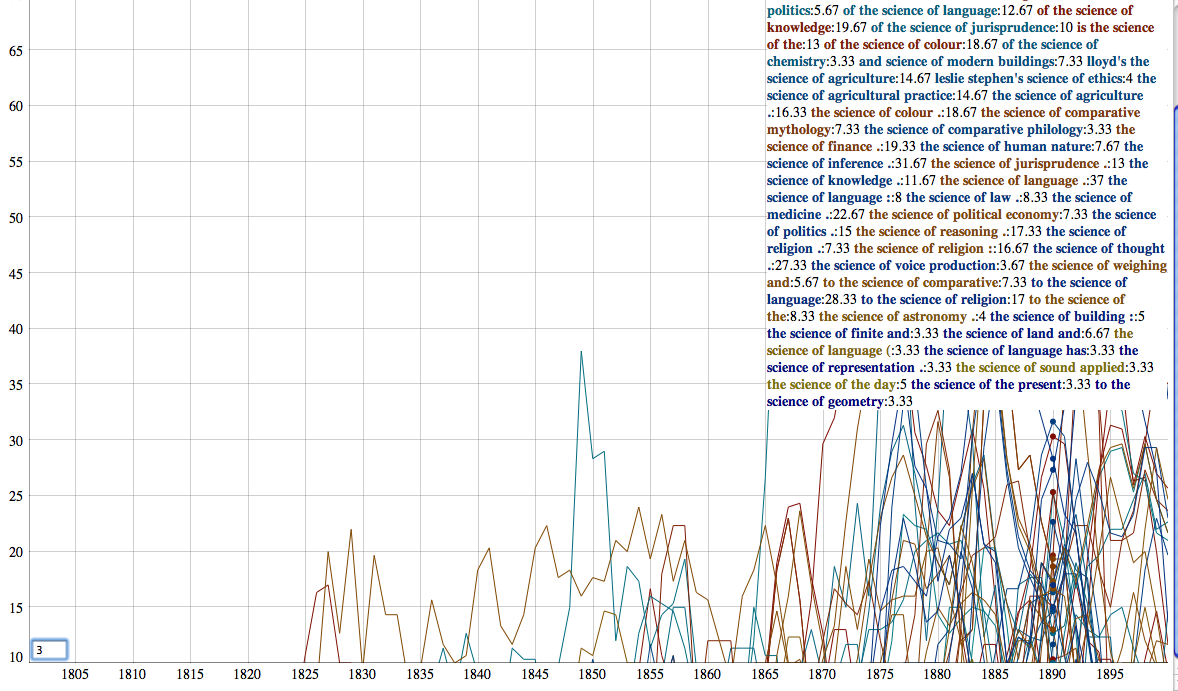 politics:5.67 of the science of language:12.67 of the science of
knowledge:19.67 of the science of jurisprudence:10 is the science
of the:13 of the science of colour:18.67 of the science of
chemistry:3.33 and science of modern buildings:7.33 lloyd's the
science of agriculture:14.67 leslie stephen's science of ethics:4 the
science of agricultural practice:14.67 the science of agriculture
.:16.33 the science of colour .:18.67 the science of comparative
mythology:7.33 the science of comparative philology:3.33 the
science of finance .:19.33 the science of human nature:7.67 the
science of inference .:31.67 the science of jurisprudence .:13 the
science of knowledge .:11.67 the science of language .:37 the
science of language ::8 the science of law .:8.33 the science of
medicine .:22.67 the science of political economy:7.33 the science
of politics .:15 the science of reasoning .:17.33 the science of
religion .:7.33 the science of religion ::16.67 the science of thought
.:27.33 the science of voice production:3.67 the science of weighing
and:5.67 to the science of comparative:7.33 to the science of
language:28.33 to the science of religion:17 to the science of
the:8.33 the science of astronomy .:4 the science of building ::5
the science of finite and:3.33 the science of land and:6.67 the
science of language (:3.33 the science of language has:3.33 the
science of representation .:3.33 the science of sound applied:3.33
the science of the day:5 the science of the present:3.33 to the
science of geometry:3.33
65
60
55
50
45
40
35
30
25
20
15
10
3
1805 1810 1815 1820 1825 1830 1835 1840 1845 1850 1855 1860 1865 1870 1875 1880 1885 1890 1895